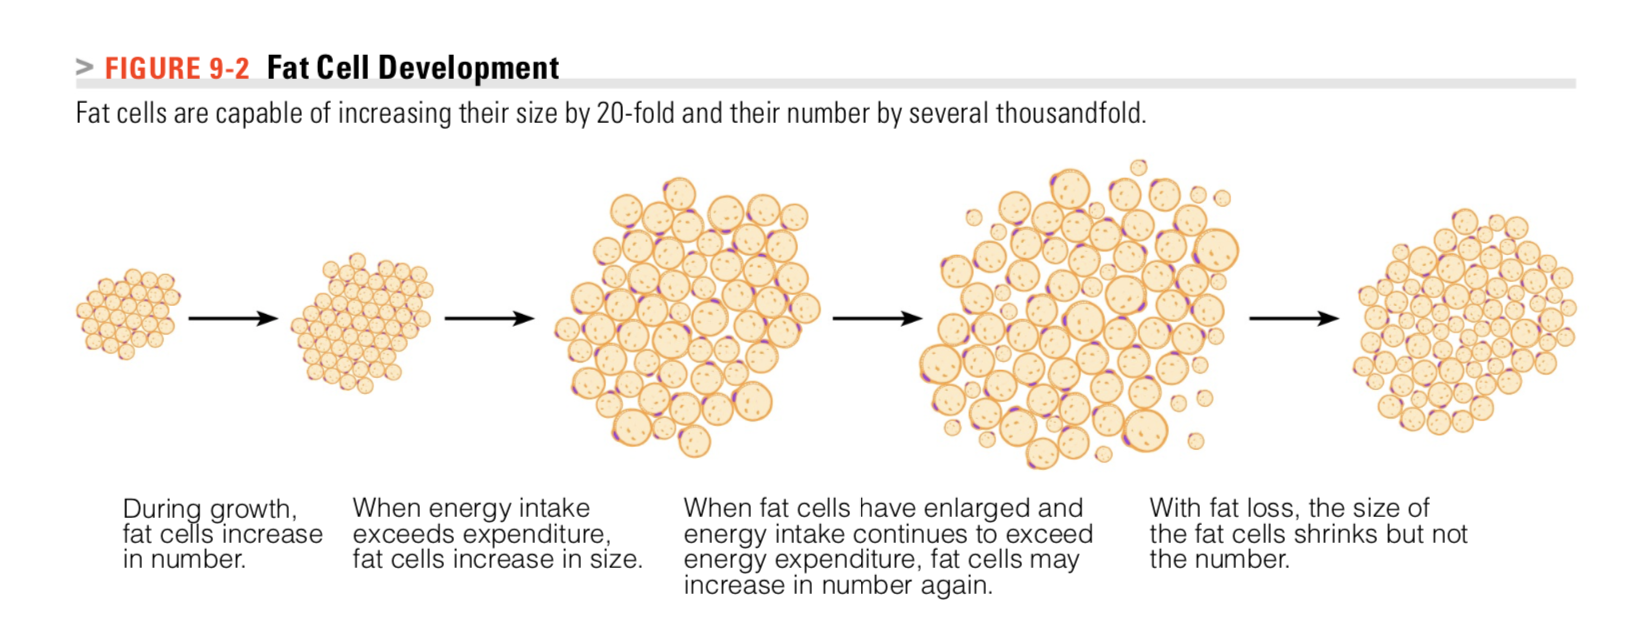 > FIGURE 9-2 Fat Cell Development
Fat cells are capable of increasing their size by 20-fold and their number by several thousandfold.
During growth,
fat cells increase
in number.
When energy intake
exceeds expenditure,
fat cells increase in size.
When fat cells have enlarged and
energy intake continues to exceed
energy expenditure, fat cells may
increase in number again.
With fat loss, the size of
the fat cells shrinks but not
the number.